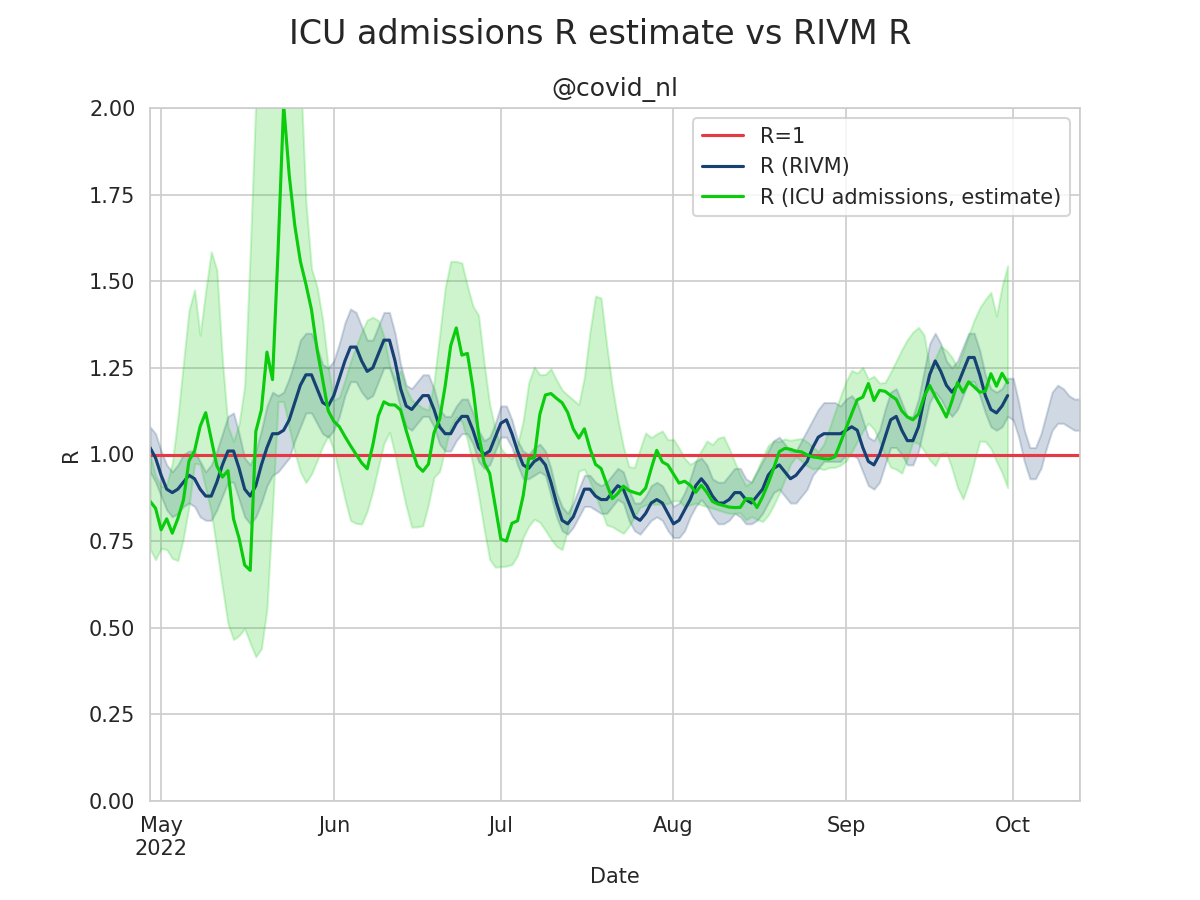 ICU admissions R estimate vs RIVM R
@covid_nl
R=1
R (RIVM)
R (ICU admissions, estimate)
2.00
1.75
1.50
1.25
1.00
0.75
0.50
0.25
0.00
R
May
2022
Jun
Jul
Aug
Sep
Oct
Date